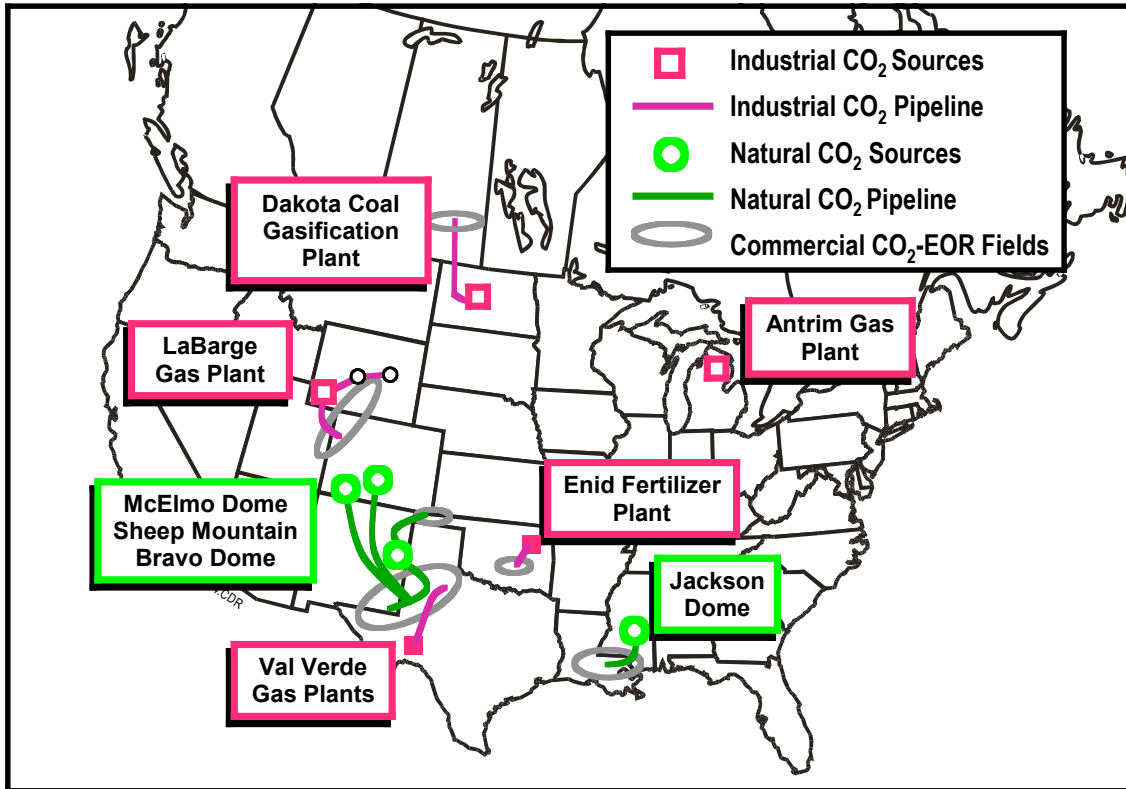 Industrial CO₂ Sources
Industrial CO₂ Pipeline
Natural CO₂ Sources
Natural CO₂ Pipeline
Commercial CO₂-EOR Fields
Dakota Coal
Gasification
Plant
Antrim Gas
Plant
LaBarge
Gas Plant
Enid Fertilizer
Plant
McElmo Dome
Sheep Mountain
Bravo Dome
Jackson
Dome
.CDR
Val Verde
Gas Plants